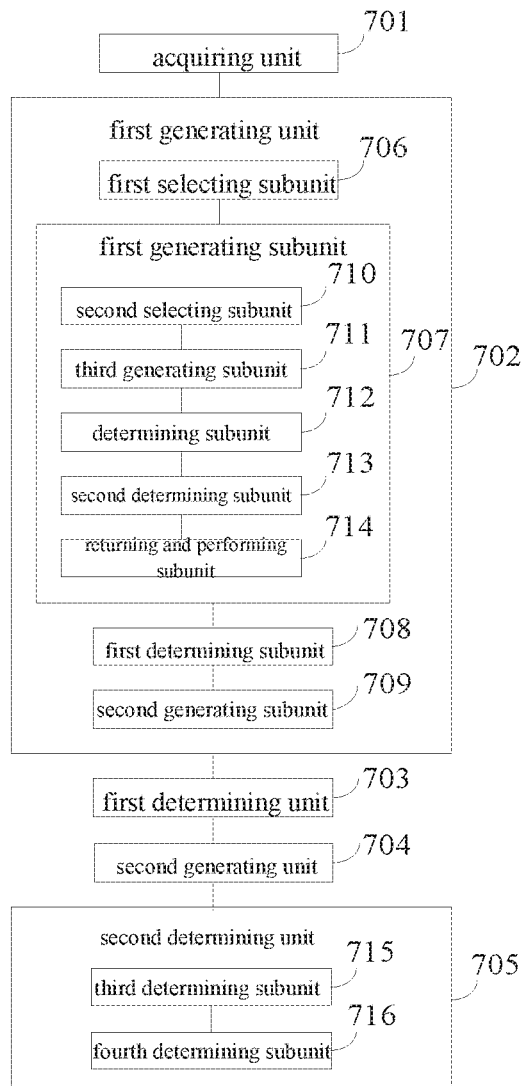 701
acquiring unit
first generating unit
706
first selecting subunit
first generating subunit
710
second selecting subunit
711
707
702
third generating subunit
712
determining subunit
713
second determining subunit
714
returning and performing
subunit
708
first determining subunit
709
second generating subunit
703
first determining unit
704
second generating unit
second determining unit
715
705
third determining subunit
716
fourth determining subunit